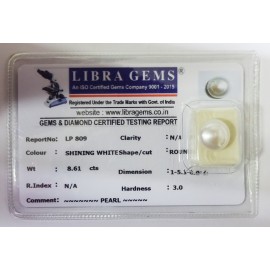 LIBRA GEMS
An ISO Certified Gems Company 9001 - 2015
Registered Under the Trade Marks with Govt. of India
website : www.libragems.co.in
GEMS & DIAMOND CERTIFIED TESTING REPORT
ReportNo: LP 809 Clarity : N/A
Colour : SHINING WHITE Shape/cut : ROUN
Wt : 8.61 cts Dimension :
R.Index : N/A Hardness : 3.0
Comment ~~~~~~~ PEARL ~~~~~~